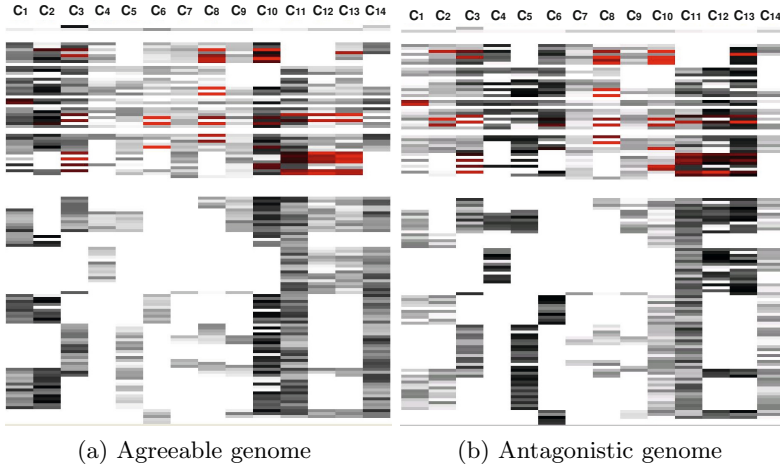 C1 C2 C3 C4 C5 C6 C7 C8 C9 C10 C11 C12 C13 C14
C1 C2 C3 C4 C5 C6 C7 C8 C9 C10 C11 C12 C13 C14
(a) Agreeable genome
(b) Antagonistic genome